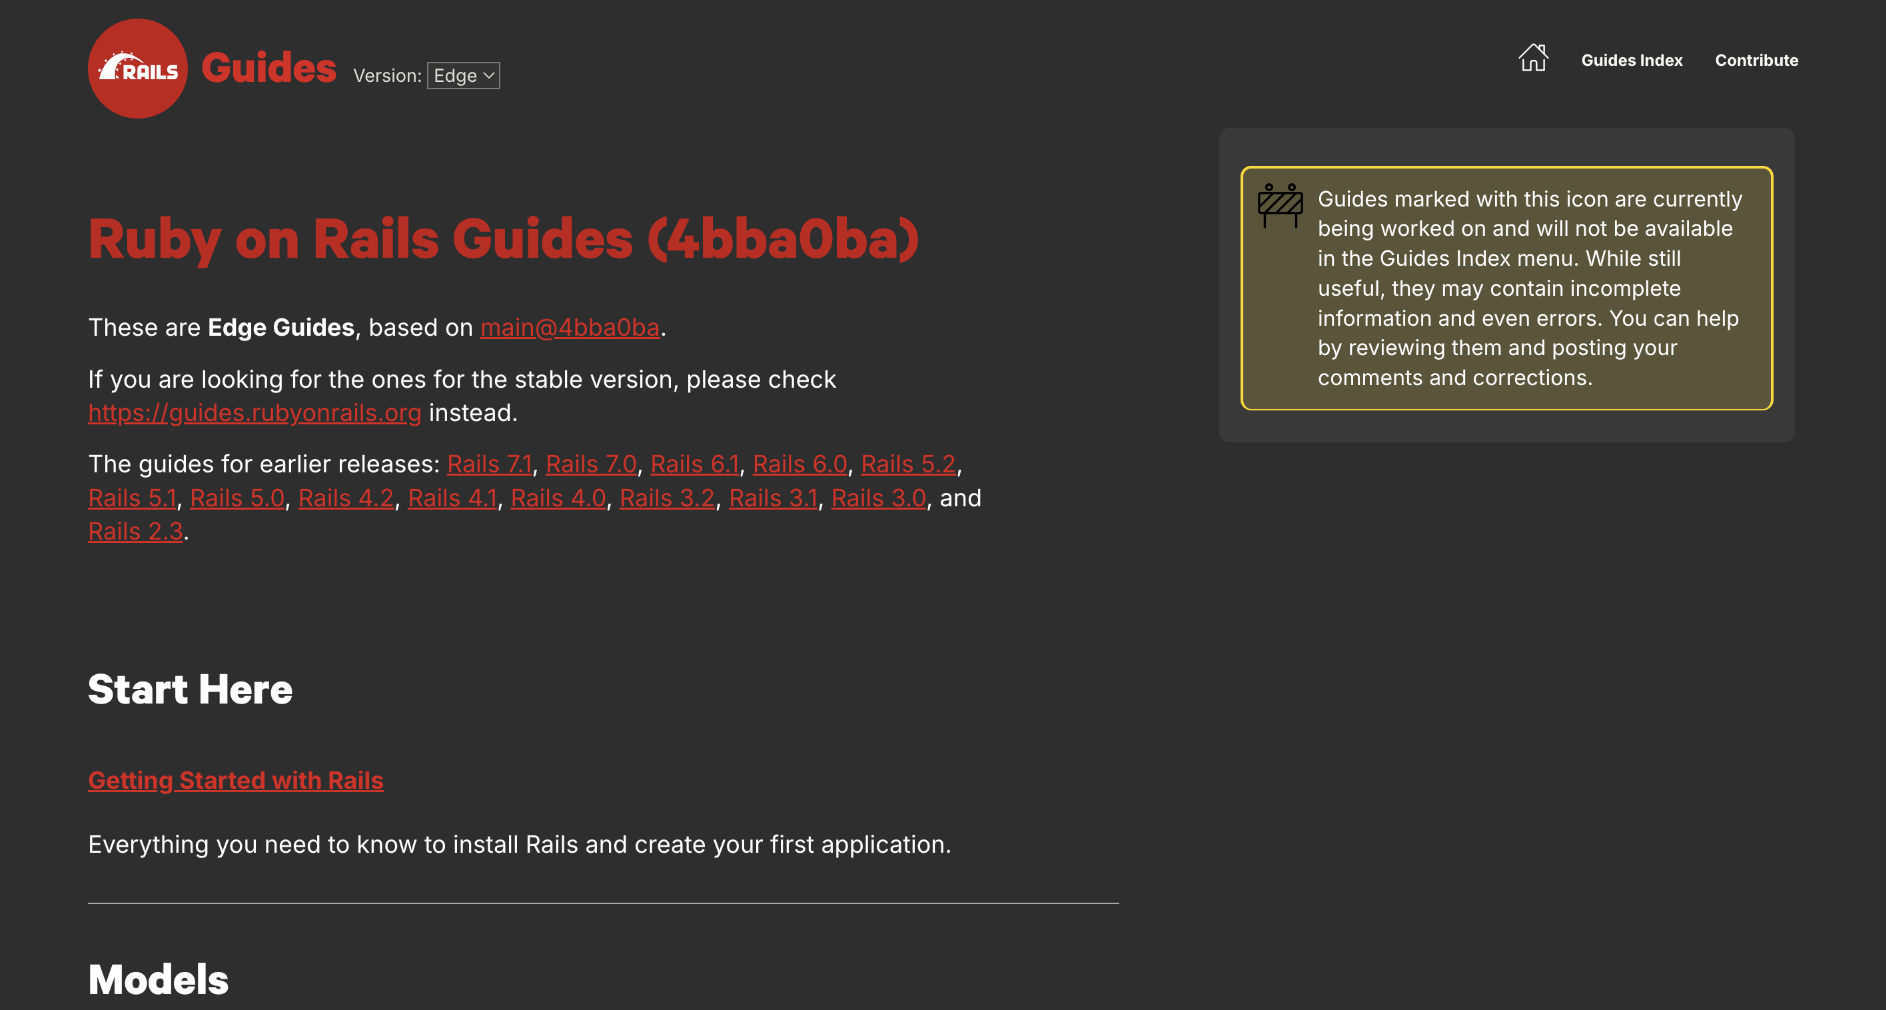 RAILS Guides Version: Edge
Guides Index Contribute
Ruby on Rails Guides (4bba0ba)
These are Edge Guides, based on main@4bba0ba.
If you are looking for the ones for the stable version, please check
https://guides.rubyonrails.org instead.
The guides for earlier releases: Rails 7.1, Rails 7.0, Rails 6.1, Rails 6.0, Rails 5.2,
Rails 5.1, Rails 5.0, Rails 4.2, Rails 4.1, Rails 4.0, Rails 3.2, Rails 3.1, Rails 3.0, and
Rails 2.3.
Guides marked with this icon are currently
being worked on and will not be available
in the Guides Index menu. While still
useful, they may contain incomplete
information and even errors. You can help
by reviewing them and posting your
comments and corrections.
Start Here
Getting Started with Rails
Everything you need to know to install Rails and create your first application.
Models